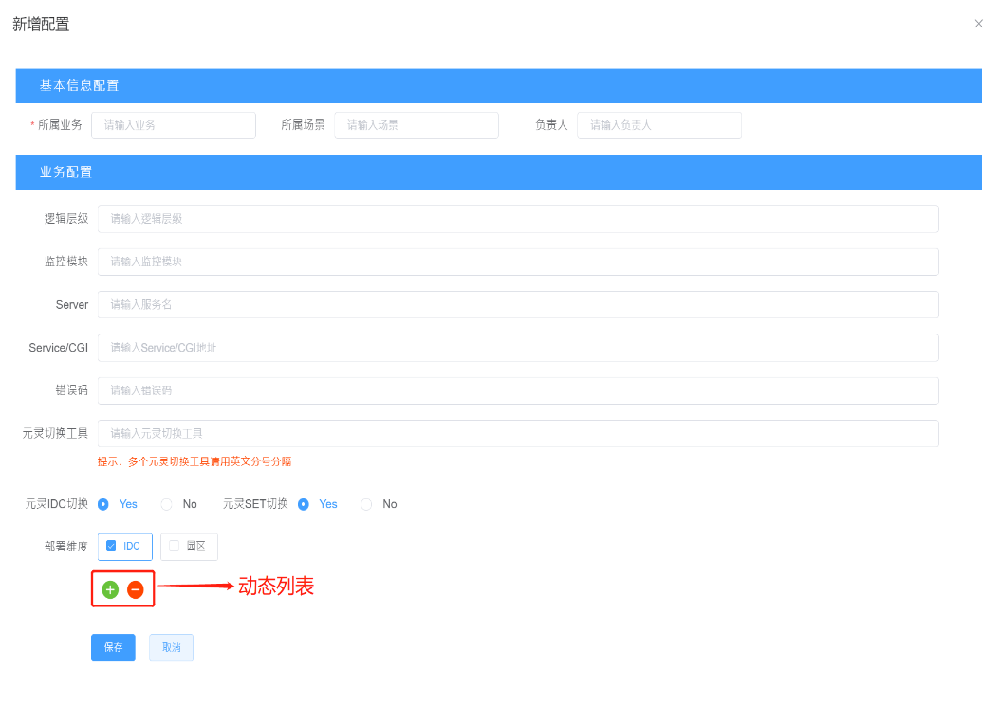 新增配置
基本信息配置
* 所属业务 请输入业务 所属场景 请输入场景 负责人 请输入负责人
业务配置
逻辑层级 请输入逻辑层级
监控模块 请输入监控模块
Server 请输入服务名
Service/CGI 请输入Service/CGI地址
错误码 请输入错误码
元灵切换工具 请输入元灵切换工具
提示：多个元灵切换工具请用英文分号分隔
元灵IDC切换 Yes No 元灵SET切换 Yes No
部署维度 IDC 园区
动态列表
保存 取消